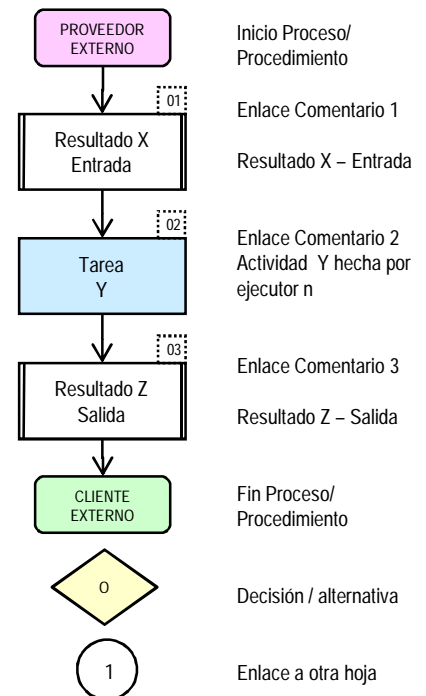 PROVEEDOR
EXTERNO
Inicio Proceso/
Procedimiento
01
Enlace Comentario 1
Resultado X
Entrada
Resultado X – Entrada
02
Enlace Comentario 2
Tarea
Y
Actividad Y hecha por
ejecutor n
03
Enlace Comentario 3
Resultado Z
Salida
Resultado Z – Salida
CLIENTE
EXTERNO
Fin Proceso/
Procedimiento
O
Decisión / alternativa
1
Enlace a otra hoja